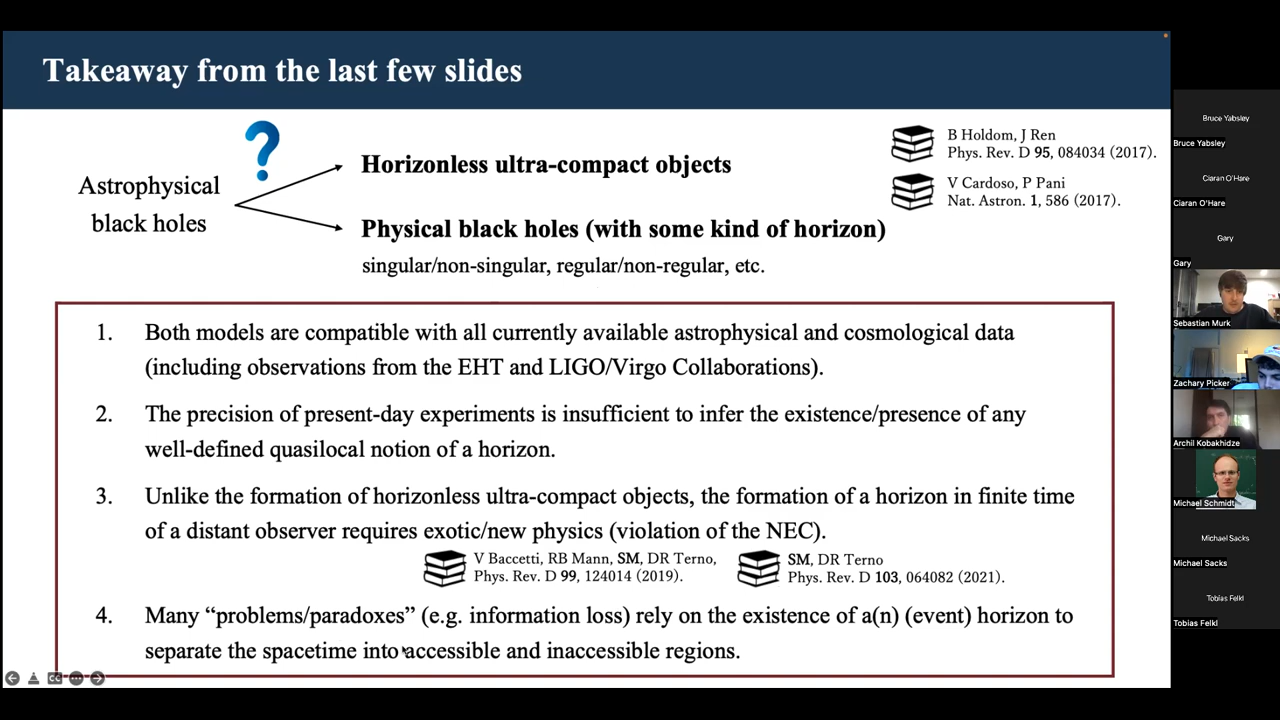 Takeaway from the last few slides
?
Astrophysical
black holes
Horizonless ultra-compact objects
Physical black holes (with some kind of horizon)
singular/non-singular, regular/non-regular, etc.
B Holdom, J Ren
Phys. Rev. D 95, 084034 (2017).
V Cardoso, P Pani
Nat. Astron. 1, 586 (2017).
1. Both models are compatible with all currently available astrophysical and cosmological data
(including observations from the EHT and LIGO/Virgo Collaborations).
2. The precision of present-day experiments is insufficient to infer the existence/presence of any
well-defined quasilocal notion of a horizon.
3. Unlike the formation of horizonless ultra-compact objects, the formation of a horizon in finite time
of a distant observer requires exotic/new physics (violation of the NEC).
V Baccetti, RB Mann, SM, DR Terno,
Phys. Rev. D 99, 124014 (2019).
SM, DR Terno
Phys. Rev. D 103, 064082 (2021).
4. Many “problems/paradoxes” (e.g. information loss) rely on the existence of a(n) (event) horizon to
separate the spacetime into accessible and inaccessible regions.
CC
Bruce Yabsley
Bruce Yabsley
Ciaran O'Hare
Ciaran O'Hare
Gary
Gary
Sebastian Murk
Zachary Picker
Archil Kobakhidze
Michael Schmidt
Michael Sacks
Michael Sacks
Tobias Felkl
Tobias Felkl